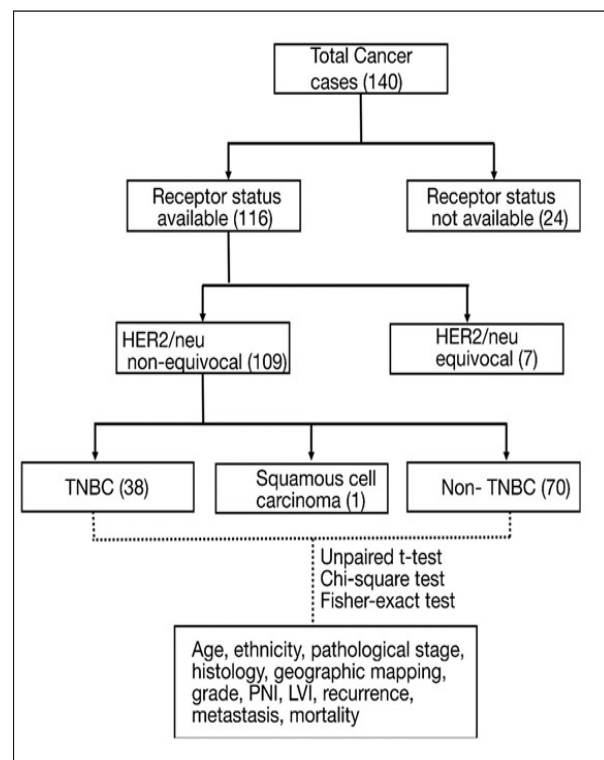 Total Cancer
cases (140)
Receptor status
available (116)
Receptor status
not available (24)
HER2/neu
non-equivocal (109)
HER2/neu
equivocal (7)
TNBC (38)
Squamous cell
carcinoma (1)
Non- TNBC (70)
Unpaired t-test
Chi-square test
Fisher-exact test
Age, ethnicity, pathological stage,
histology, geographic mapping,
grade, PNI, LVI, recurrence,
metastasis, mortality